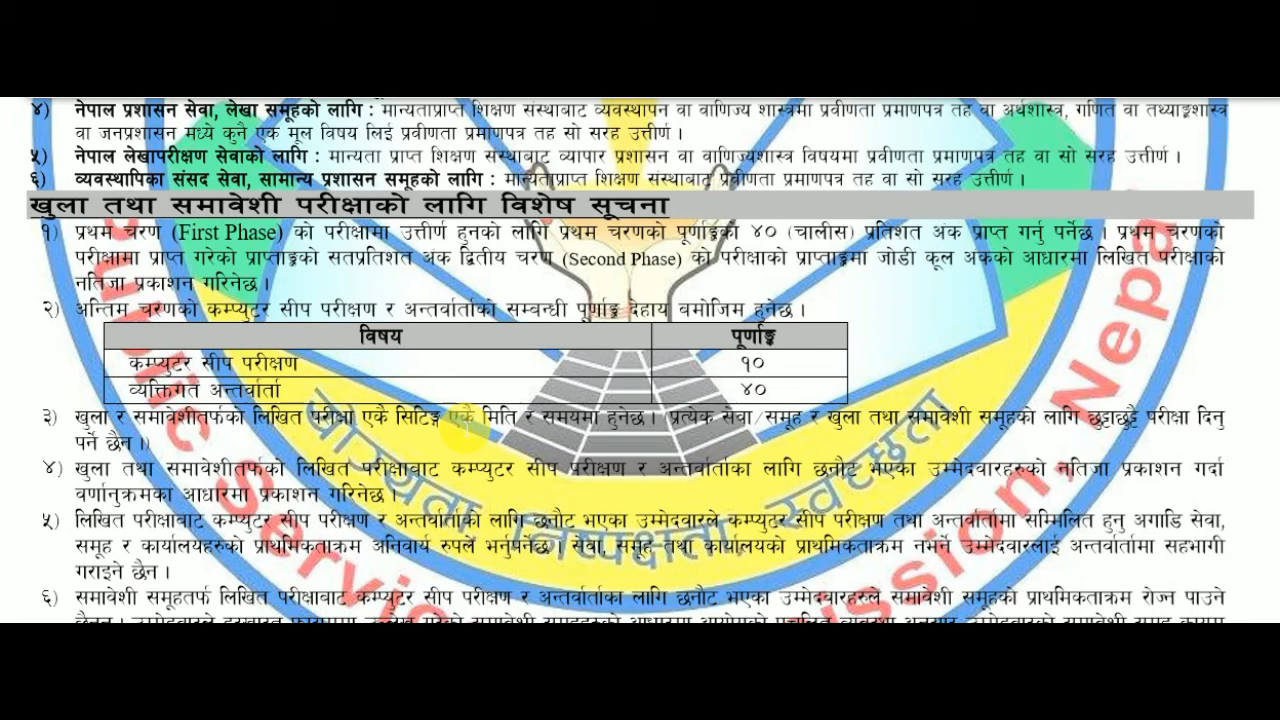 ४) नेपाल प्रशासन सेवा, लेखा समूहको लागि : मान्यताप्राप्त शिक्षण संस्थाबाट व्यवस्थापन वा वाणिज्य शास्त्रमा प्रवीणता प्रमाणपत्र तह वा अर्थशास्त्र, गणित वा तथ्याङ्कशास्त्र
वा जनप्रशासन मध्ये कुनै एक मूल विषय लिई प्रवीणता प्रमाणपत्र तह सो सरह उत्तीर्ण ।
५) नेपाल लेखापरीक्षण सेवाको लागि : मान्यता प्राप्त शिक्षण संस्थाबाट व्यापार प्रशासन वा वाणिज्यशास्त्र विषयमा प्रवीणता प्रमाणपत्र तह वा सो सरह उत्तीर्ण ।
६) व्यवस्थापिका संसद सेवा, सामान्य प्रशासन समूहको लागि : मान्यताप्राप्त शिक्षण संस्थाबाट प्रवीणता प्रमाणपत्र तह वा सो सरह उत्तीर्ण ।
खुला तथा समावेशी परीक्षाको लागि विशेष सूचना
१) प्रथम चरण (First Phase) को परीक्षामा उत्तीर्ण हुनको लागि प्रथम चरणको पूर्णाङ्कको ४० (चालीस) प्रतिशत अंक प्राप्त गर्नु पर्नेछ । प्रथम चरणको
परीक्षामा प्राप्त गरेको प्राप्ताङ्कको सतप्रतिशत अंक द्वितीय चरण (Second Phase) को परीक्षाको प्राप्ताङ्कमा जोडी कूल अंकको आधारमा लिखित परीक्षाको
नतिजा प्रकाशन गरिनेछ ।
२) अन्तिम चरणको कम्प्युटर सीप परीक्षण र अन्तर्वार्ताको सम्बन्धी पूर्णाङ्क देहाय बमोजिम हुनेछ ।
विषय पूर्णाङ्क
कम्प्युटर सीप परीक्षण १०
व्यक्तिगत अन्तर्वार्ता ४०
३) खुला र समावेशीतर्फको लिखित परीक्षा एकै सिटिङ्ग एकै मिति र समयमा हुनेछ । प्रत्येक सेवा/समूह र खुला तथा समावेशी समूहको लागि छुट्टाछुट्टै परीक्षा दिनु
पर्ने छैन ।)
४) खुला तथा समावेशीतर्फको लिखित परीक्षाबाट कम्प्युटर सीप परीक्षण र अन्तर्वार्ताका लागि छनौट भएका उम्मेदवारहरुको नतिजा प्रकाशन गर्दा
वर्णानुक्रमका आधारमा प्रकाशन गरिनेछ ।
५) लिखित परीक्षाबाट कम्प्युटर सीप परीक्षण र अन्तर्वार्ताको लागि छनौट भएका उम्मेदवारले कम्प्युटर सीप परीक्षण तथा अन्तर्वार्तामा सम्मिलित हुनु अगाडि सेवा,
समूह र कार्यालयहरुको प्राथमिकताक्रम अनिवार्य रुपले भर्नुपर्नेछ । सेवा, समूह तथा कार्यालयको प्राथमिकताक्रम नभर्ने उम्मेदवारलाई अन्तर्वार्तामा सहभागी
गराइने छैन ।
६) समावेशी समूहतर्फ लिखित परीक्षाबाट कम्प्युटर सीप परीक्षण र अन्तर्वार्ताका लागि छनौट भएका उम्मेदवारहरुले समावेशी समूहको प्राथमिकताक्रम रोज्न पाउने
योग्यता निष्पक्षता स्वच्छता